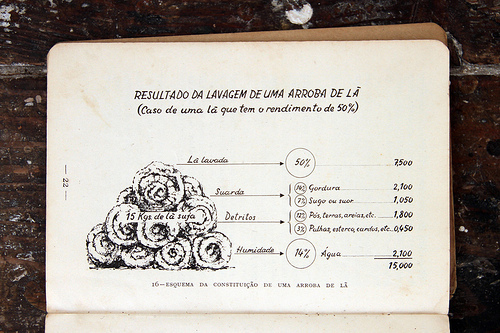 RESULTADO DA LAVAGEM DE UMA ARROBA DE LÃ
(Caso de uma lã que tem o rendimento de 50%)
Lã lavada 50% 7,500
Suarda 14% Gordura 2,100
7% Sugo ou suor 1,050
15 Kgs de lã suja Detritos 12% Pós, terras, areias, etc. 1,800
3% Palhas, esterco, cardos, etc. 0,450
Humidade 14% Água 2,100
15,000
16—ESQUEMA DA CONSTITUIÇÃO DE UMA ARROBA DE LÃ
— 22 —